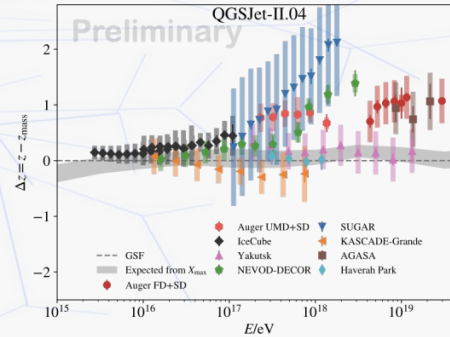 QGSJet-II.04
Preliminary
2
1
0
−1
−2
Δz = z − z_mass
GSF
Expected from X_max
Auger FD+SD
Auger UMD+SD
IceCube
Yakutsk
NEVOD-DECOR
SUGAR
KASCADE-Grande
AGASA
Haverah Park
10^15
10^16
10^17
10^18
10^19
E/eV